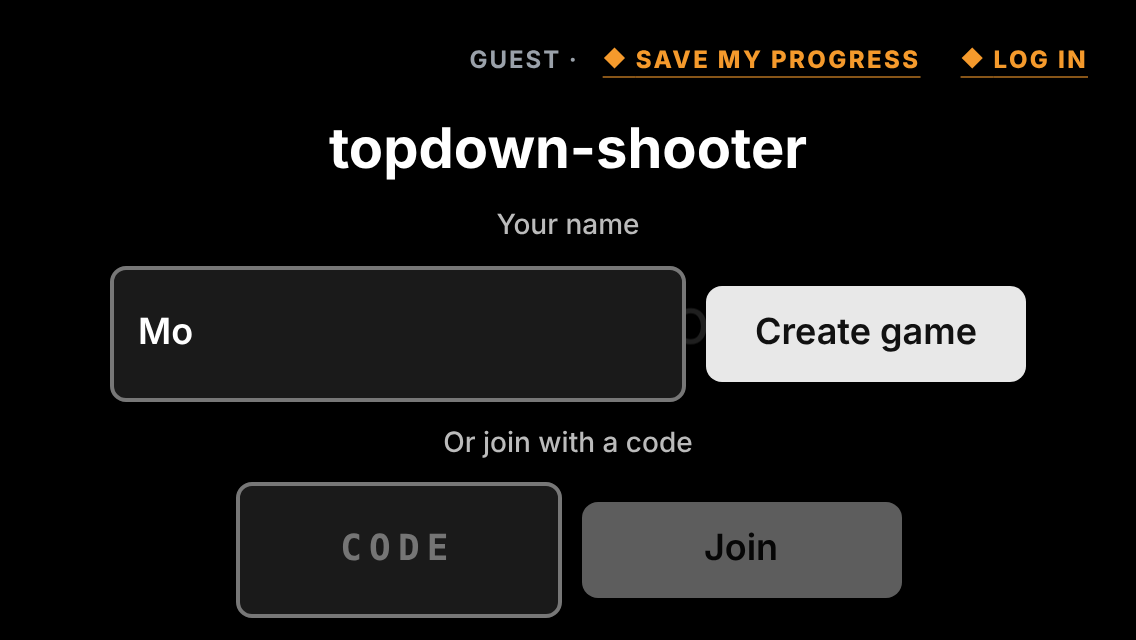 GUEST · ◆ SAVE MY PROGRESS ◆ LOG IN
topdown-shooter
Your name
Mo Create game
Or join with a code
CODE Join